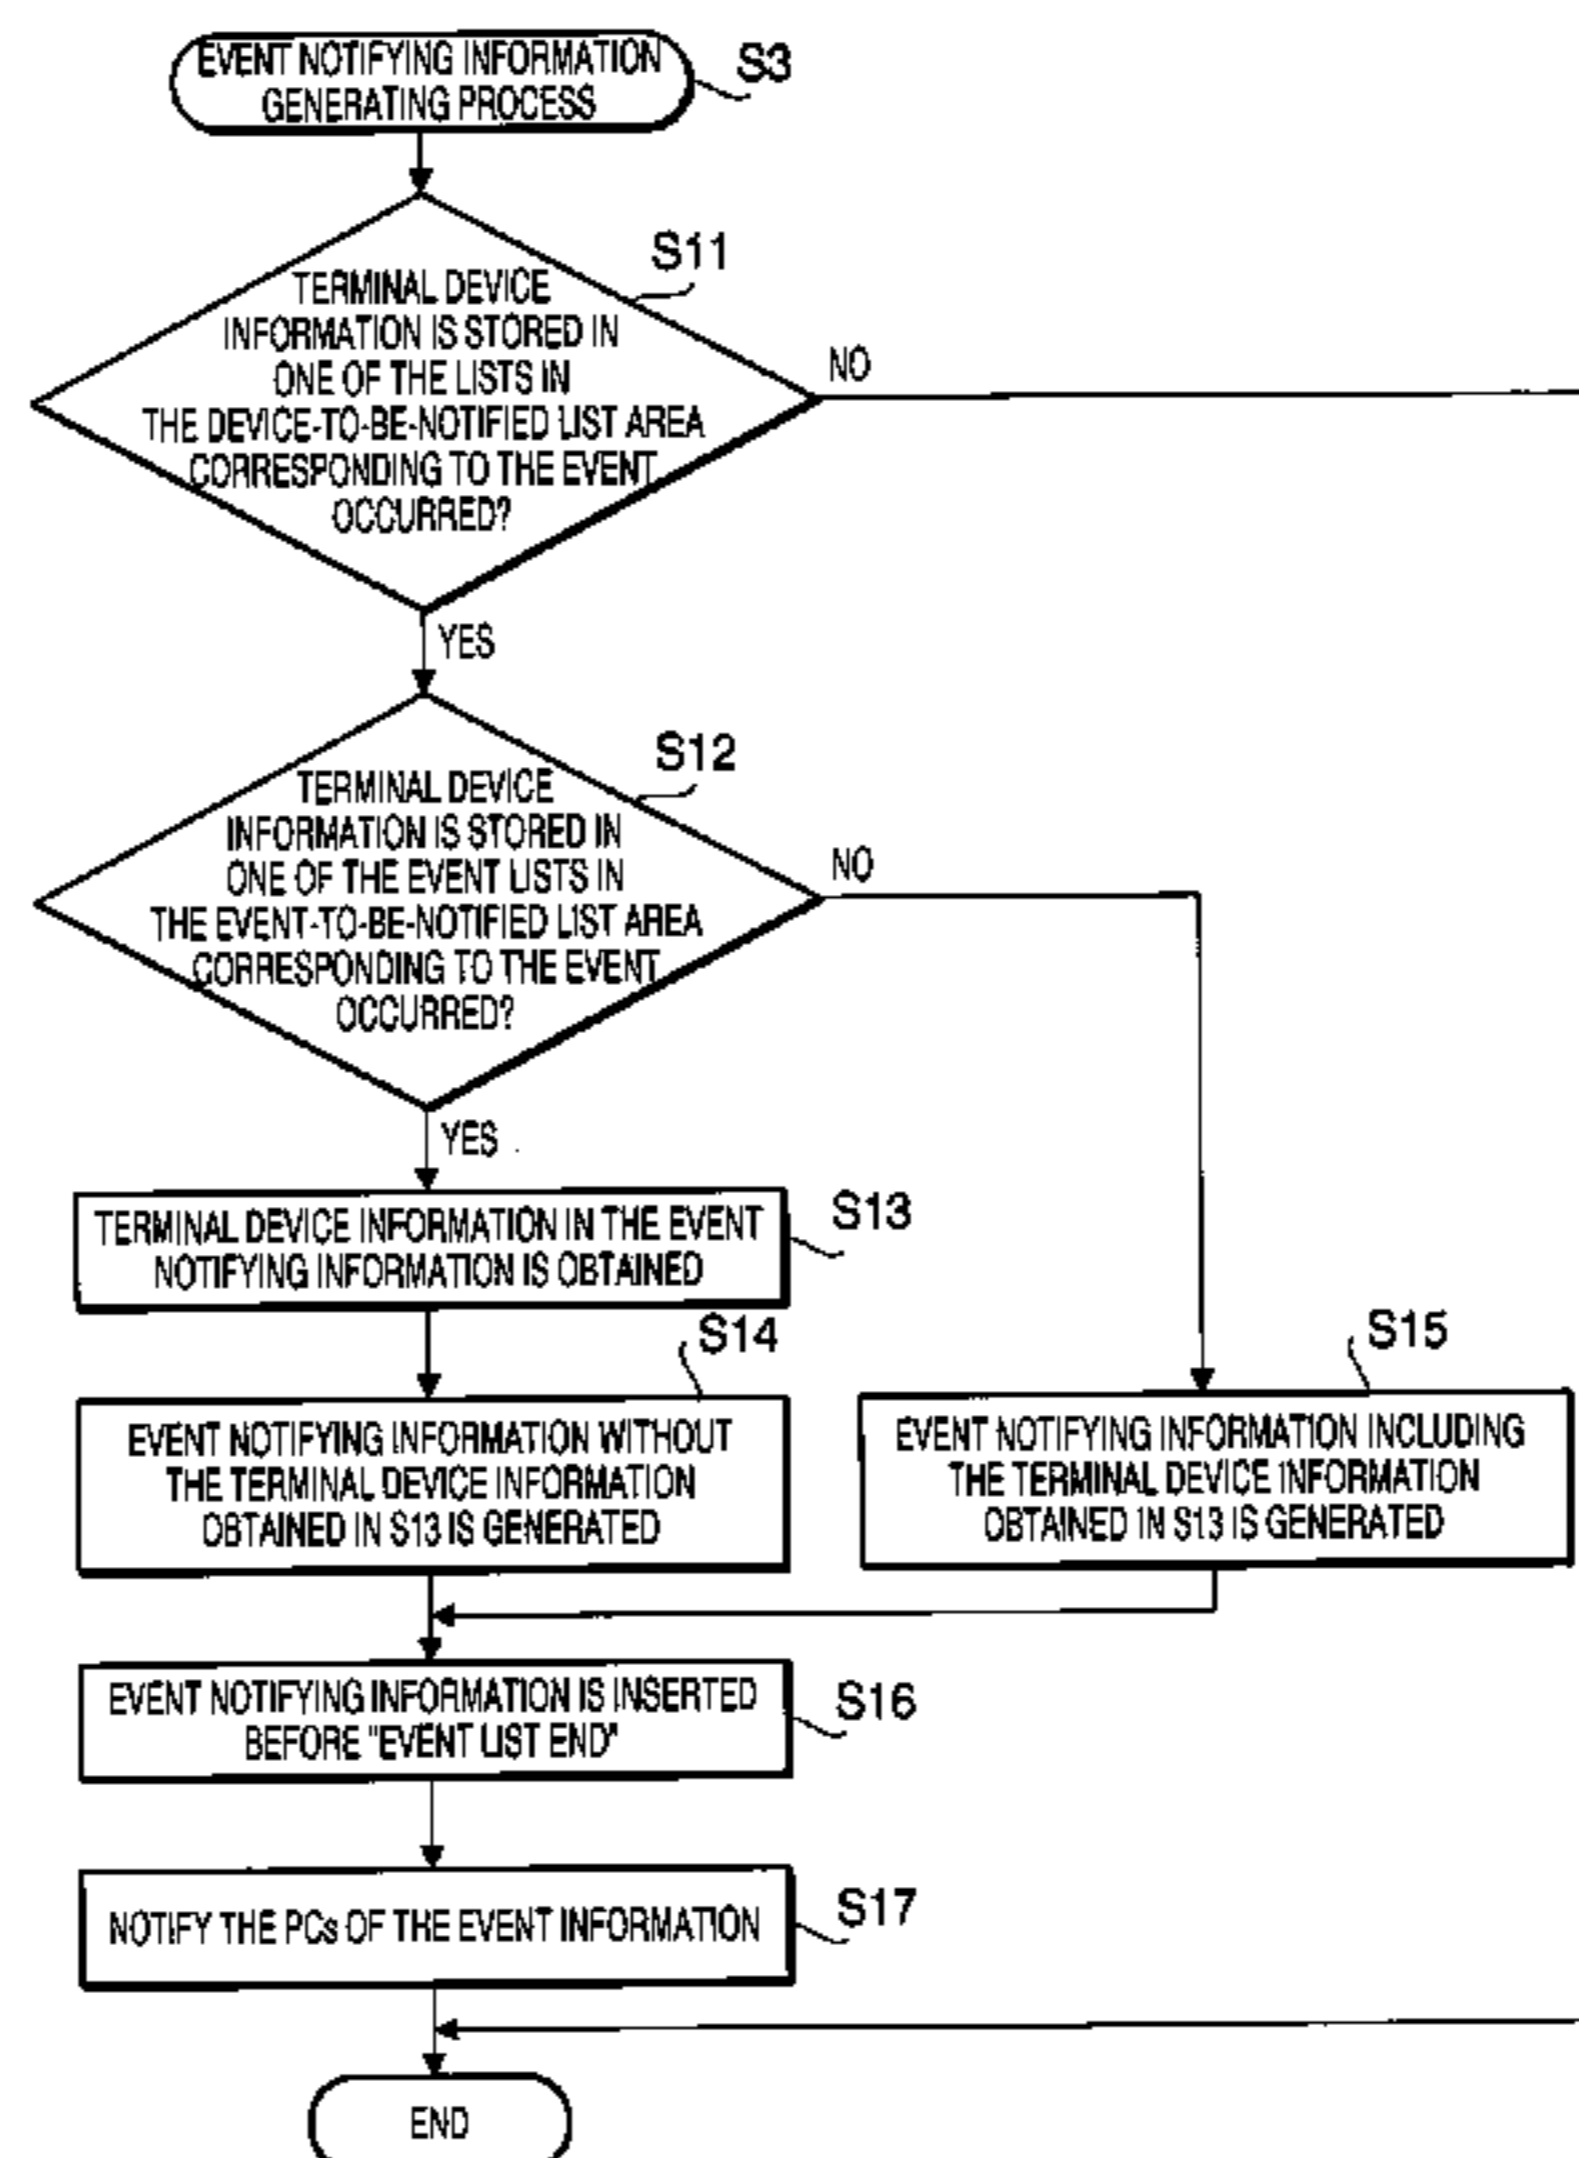 EVENT NOTIFYING INFORMATION
GENERATING PROCESS
S3
S11
TERMINAL DEVICE
INFORMATION IS STORED IN
ONE OF THE LISTS IN
THE DEVICE-TO-BE-NOTIFIED LIST AREA
CORRESPONDING TO THE EVENT
OCCURRED?
NO
YES
S12
TERMINAL DEVICE
INFORMATION IS STORED IN
ONE OF THE EVENT LISTS IN
THE EVENT-TO-BE-NOTIFIED LIST AREA
CORRESPONDING TO THE EVENT
OCCURRED?
NO
YES
TERMINAL DEVICE INFORMATION IN THE EVENT
NOTIFYING INFORMATION IS OBTAINED
S13
S14
EVENT NOTIFYING INFORMATION WITHOUT
THE TERMINAL DEVICE INFORMATION
OBTAINED IN S13 IS GENERATED
S15
EVENT NOTIFYING INFORMATION INCLUDING
THE TERMINAL DEVICE INFORMATION
OBTAINED IN S13 IS GENERATED
EVENT NOTIFYING INFORMATION IS INSERTED
BEFORE "EVENT LIST END"
S16
NOTIFY THE PCs OF THE EVENT INFORMATION
S17
END